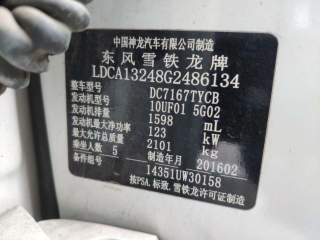 中国神龙汽车有限公司制造
东风雪铁龙牌
LDCA13248G2486134
整车型号 DC7167TYCB
发动机型号 10UF01 5G02
发动机排量 1598 mL
发动机最大净功率 123 kW
最大允许总质量 2101 kg
乘坐人数 5 制造年月 201602
备件组号 14351UW30158
按PSA.标致.雪铁龙许可证制造